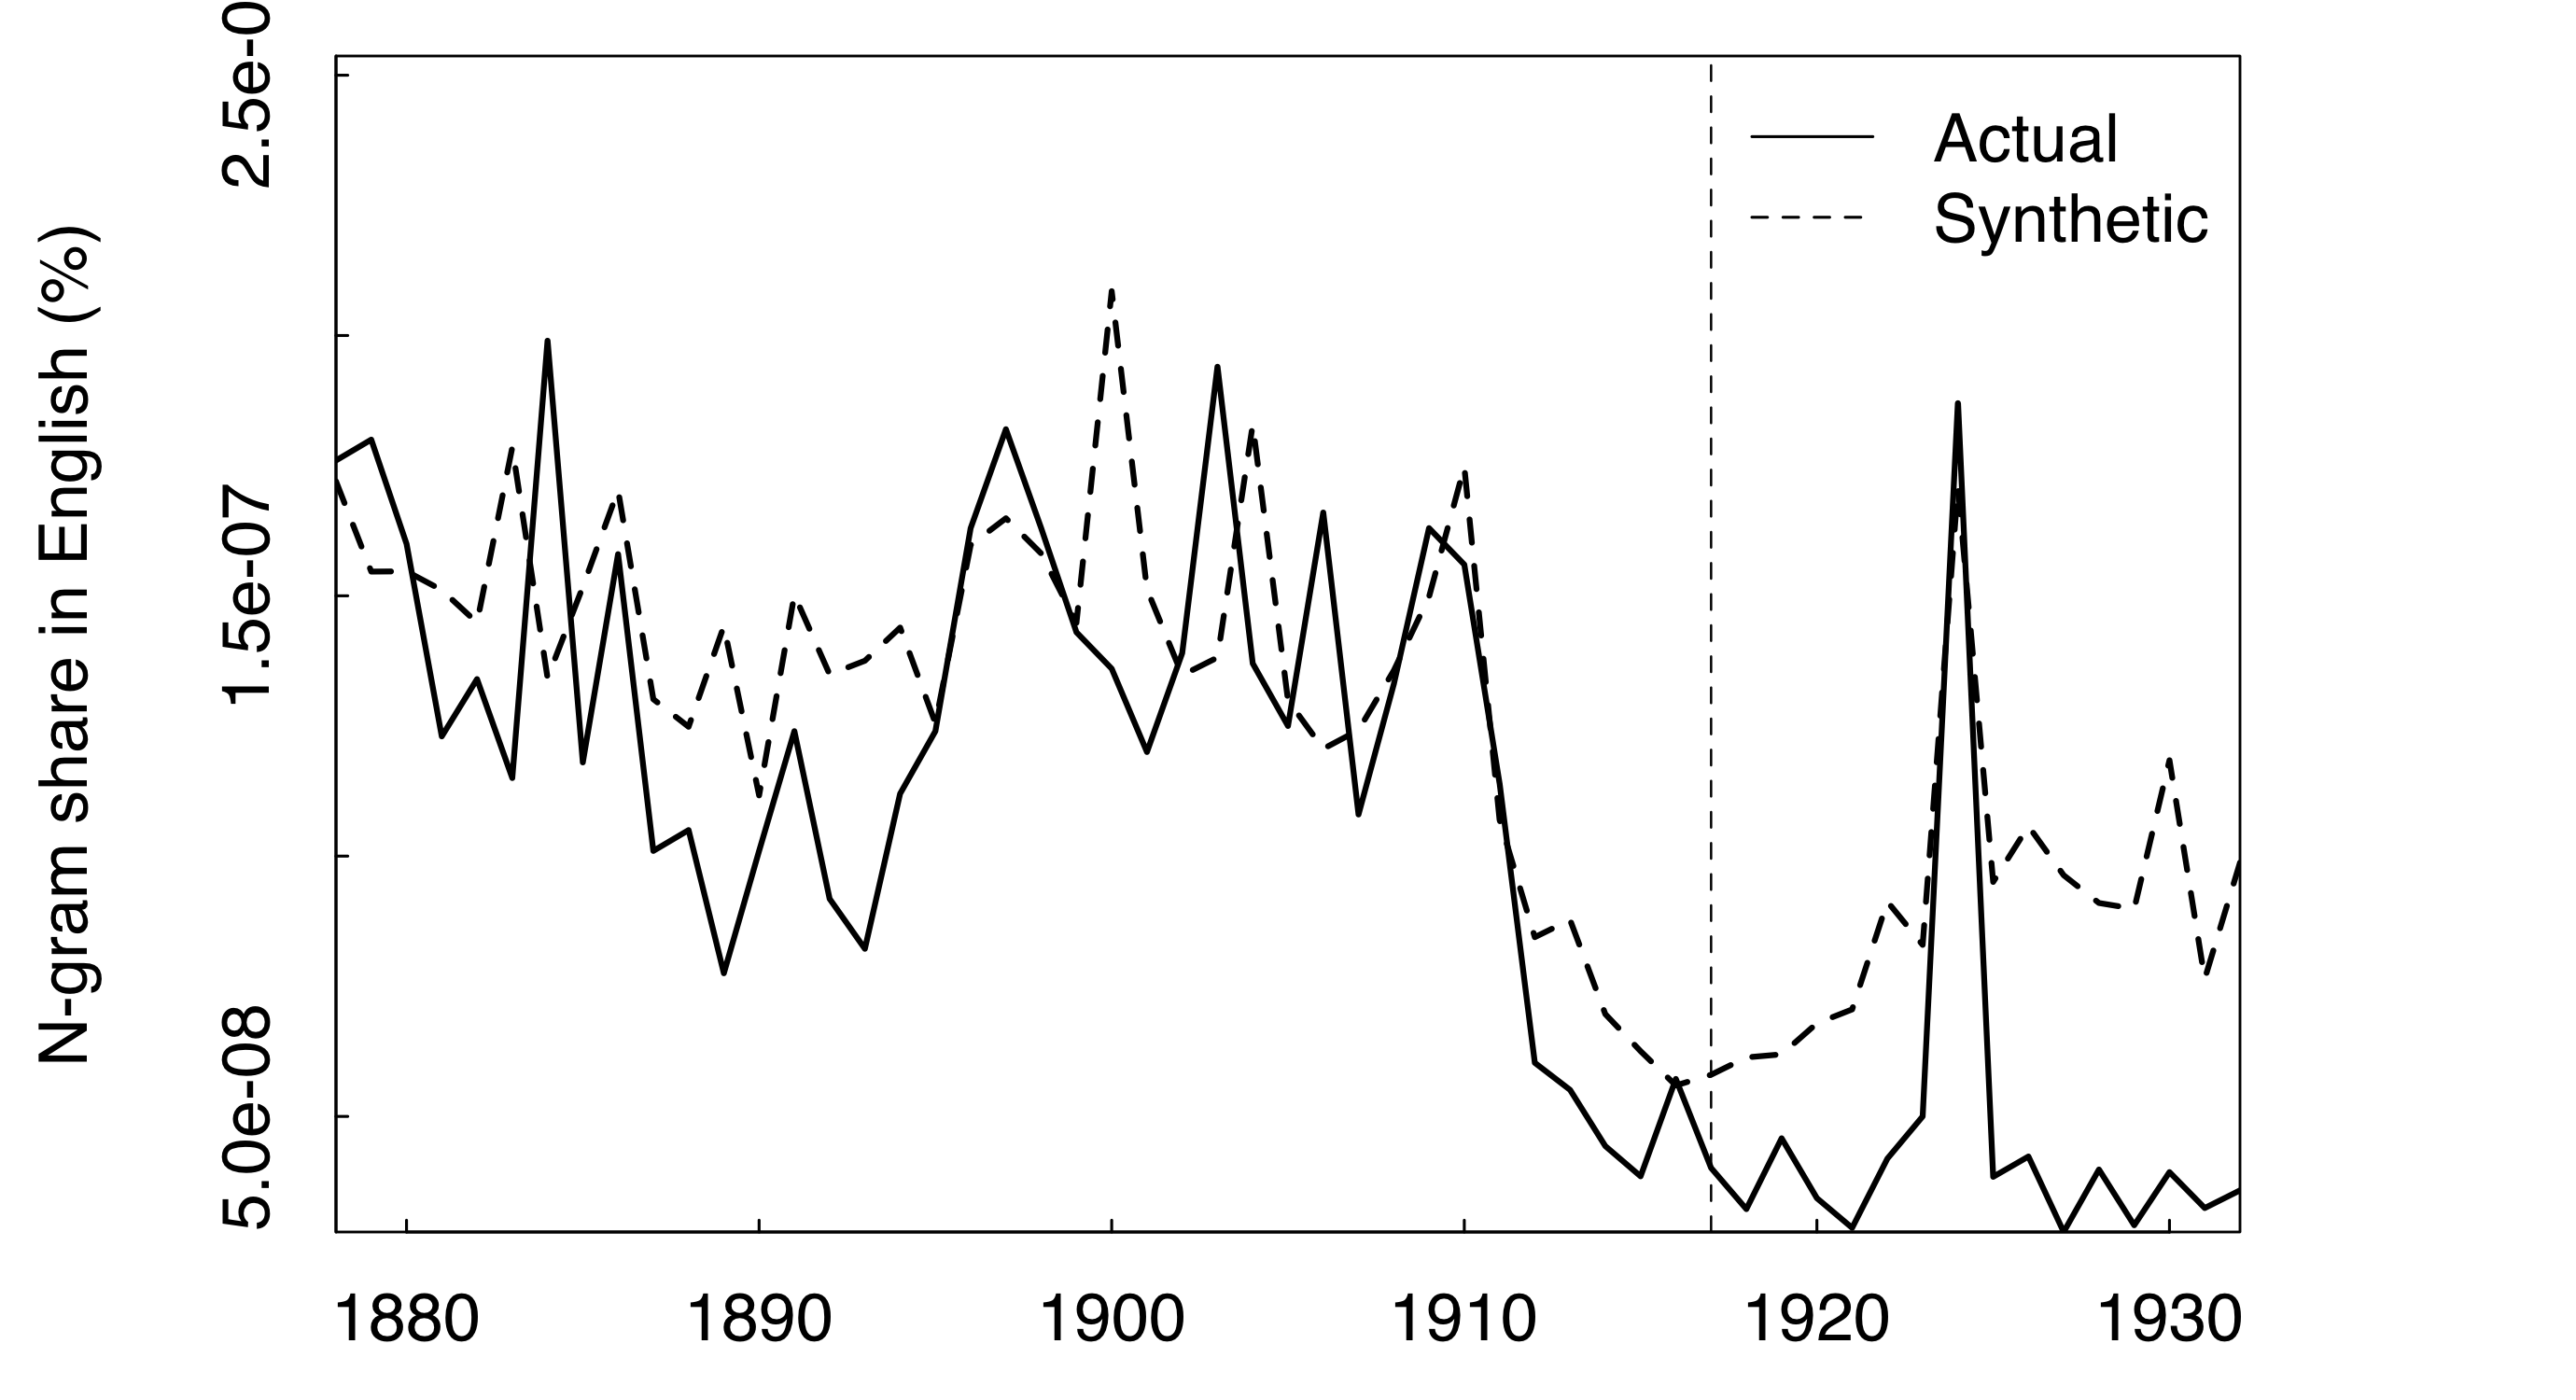 N-gram share in English (%)
2.5e-0
1.5e-07
5.0e-08
Actual
Synthetic
1880 1890 1900 1910 1920 1930